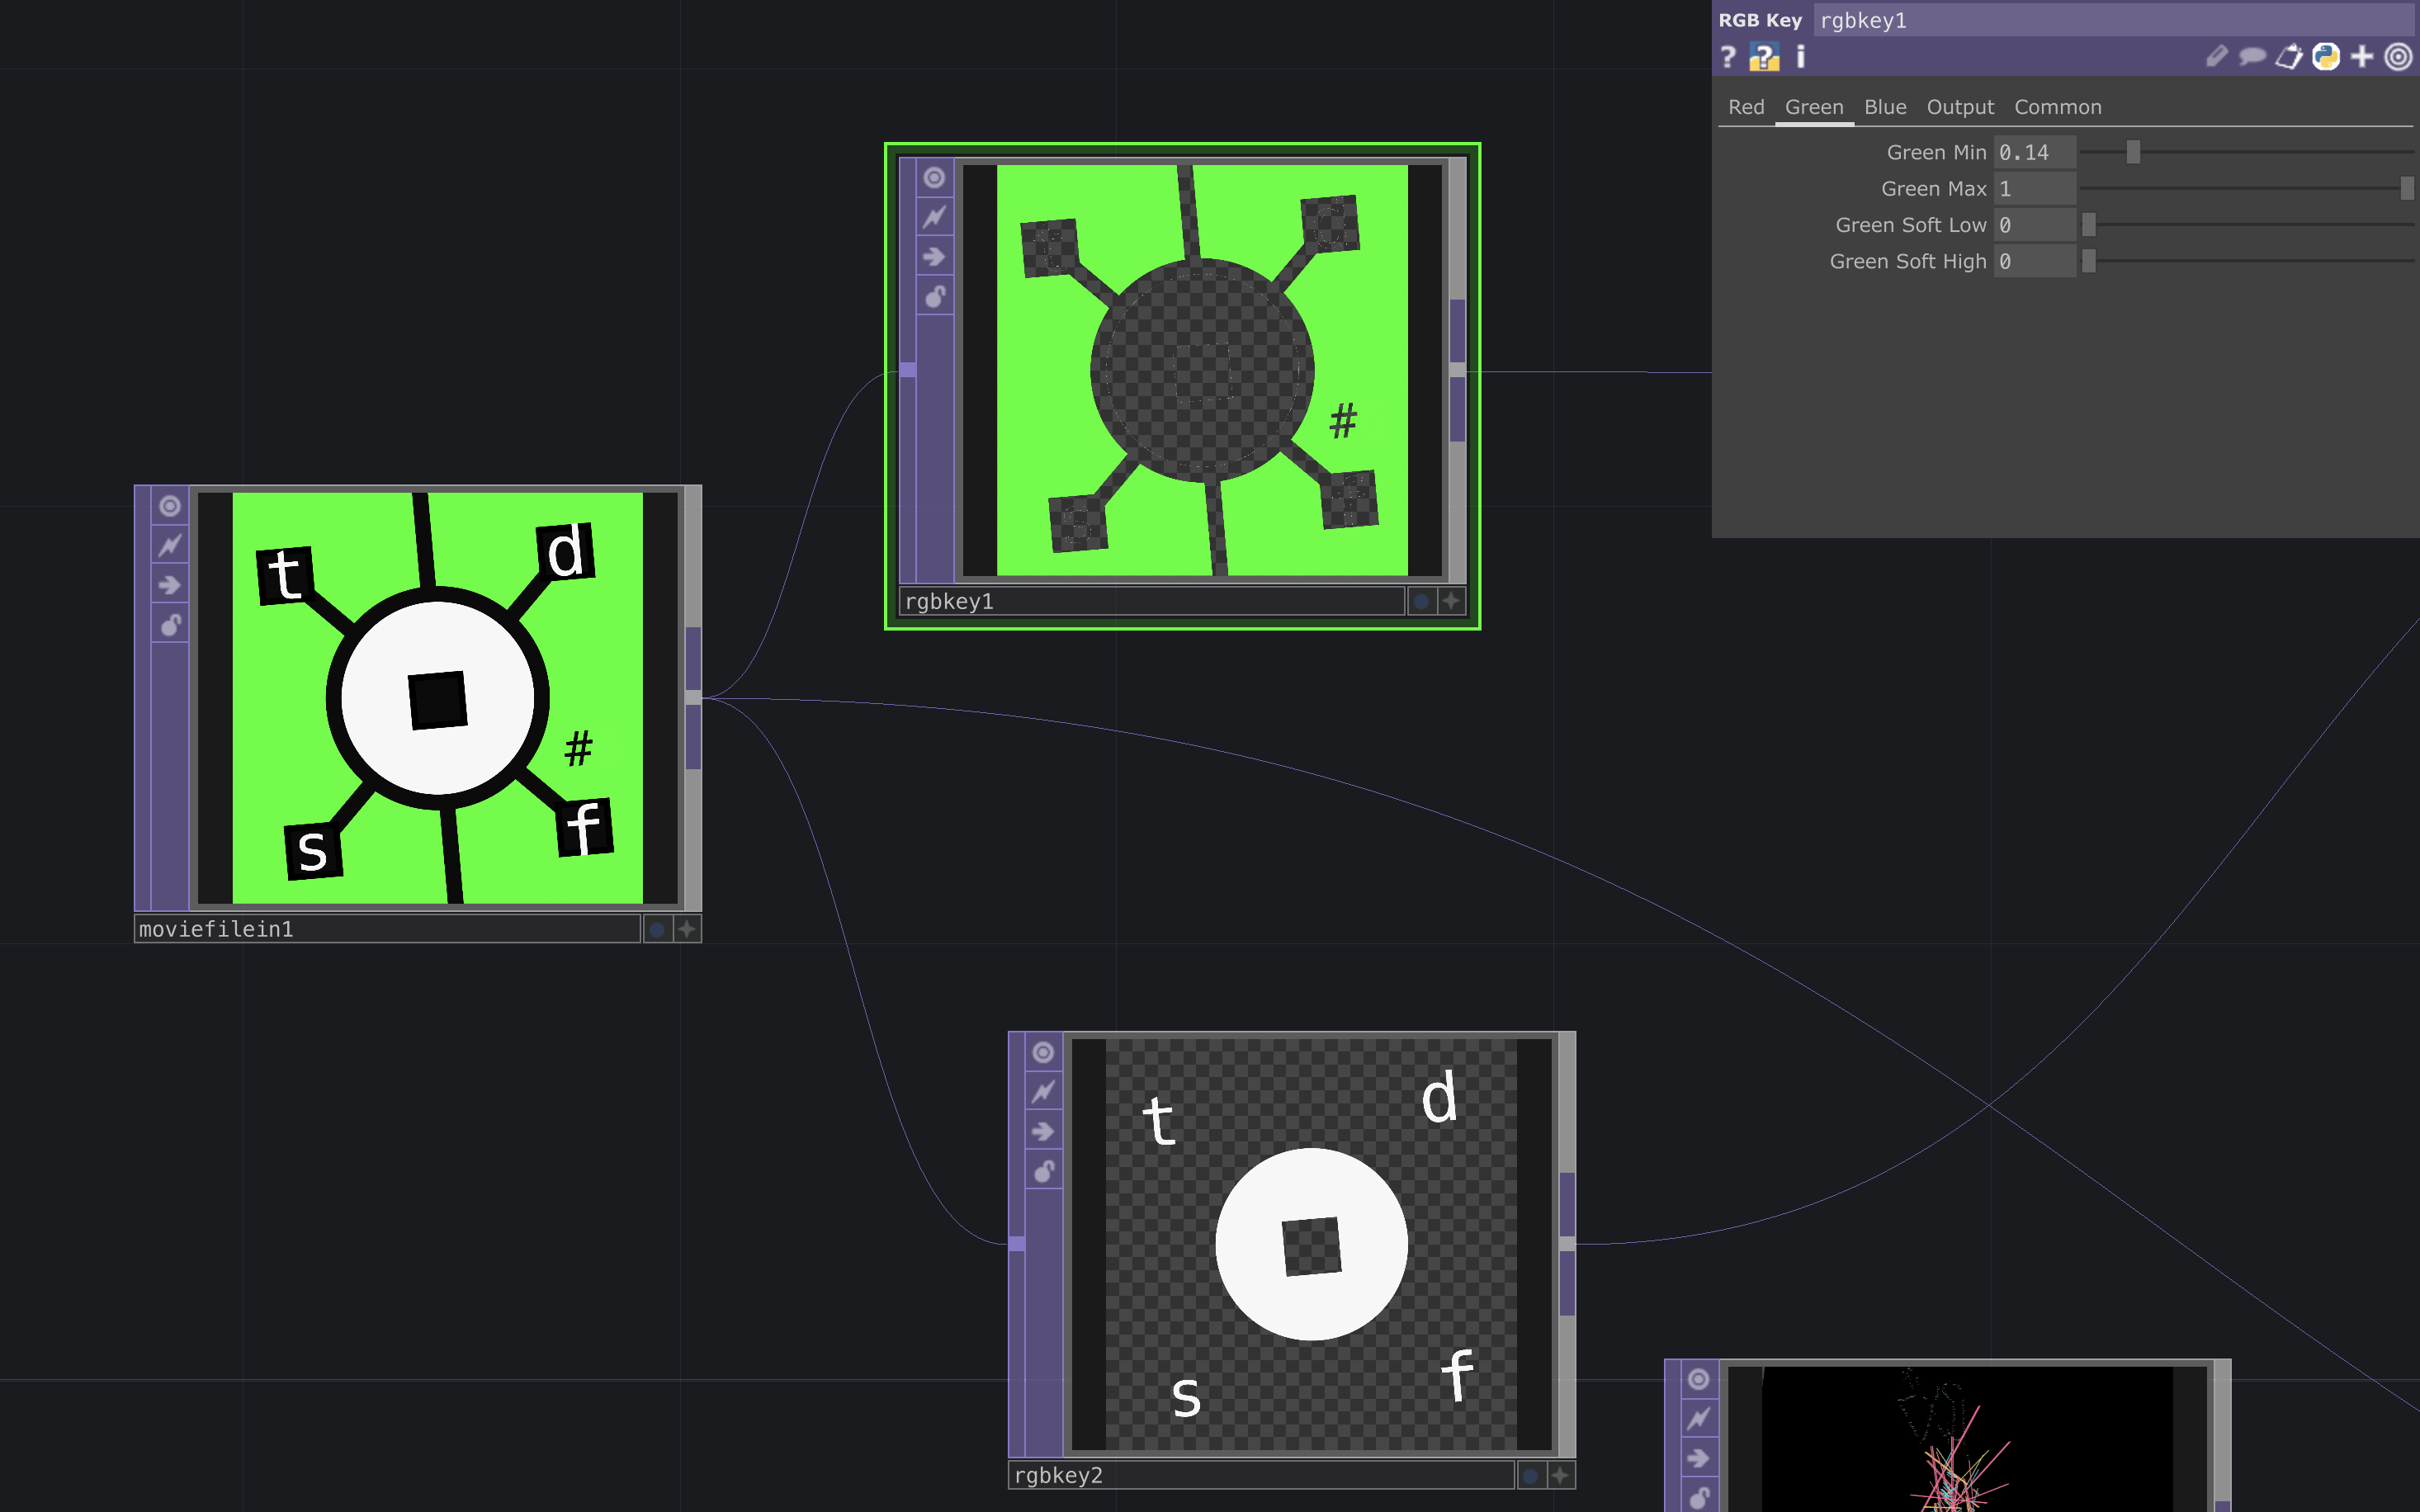 RGB Key rgbkey1
? ? i
Red Green Blue Output Common
Green Min 0.14
Green Max 1
Green Soft Low 0
Green Soft High 0
#
rgbkey1
t d
#
s f
moviefilein1
t d
s f
rgbkey2